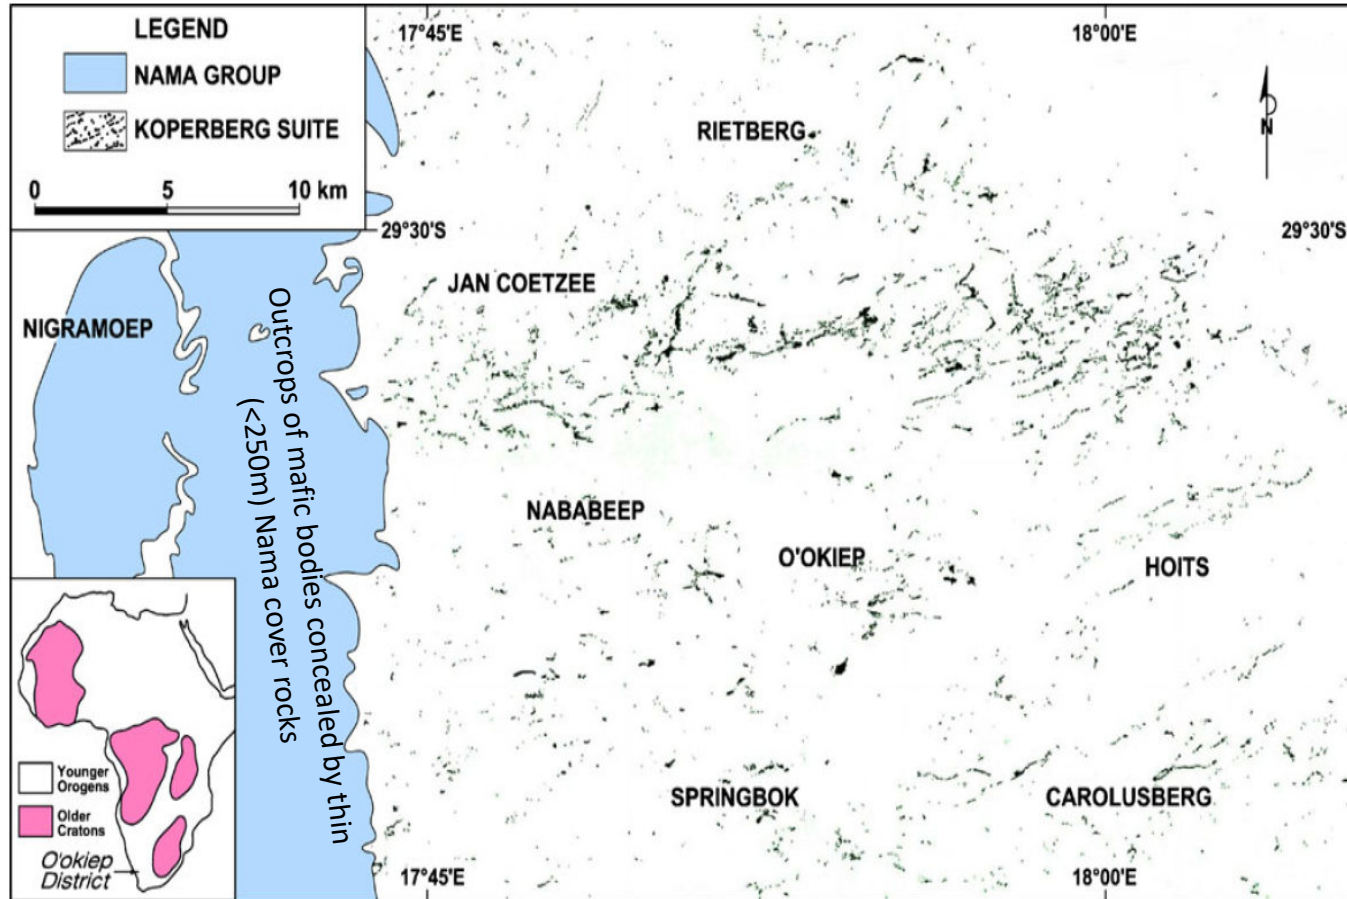 LEGEND
NAMA GROUP
KOPERBERG SUITE
0 5 10 km
17°45'E
18°00'E
N
RIETBERG
29°30'S
29°30'S
JAN COETZEE
NIGRAMOEP
Outcrops of mafic bodies concealed by thin
(<250m) Nama cover rocks
NABABEEP
O'OKIEP
HOITS
SPRINGBOK
CAROLUSBERG
Younger
Orogens
Older
Cratons
O'okiep
District
17°45'E
18°00'E